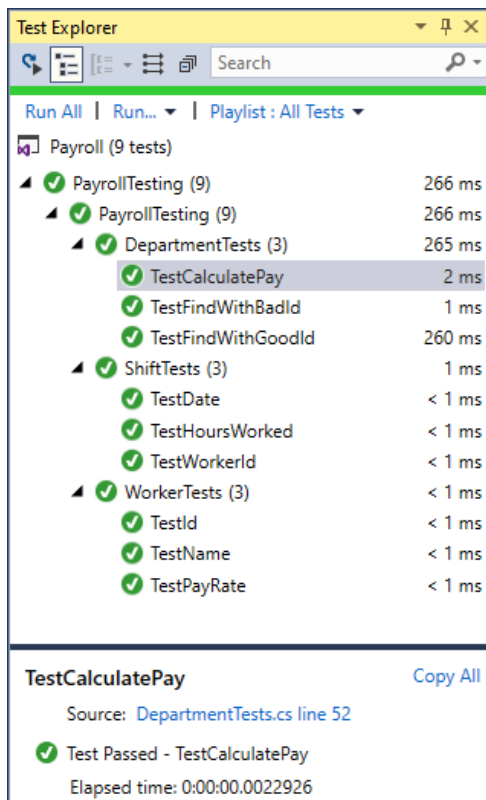 Test Explorer
Search
Run All | Run... | Playlist : All Tests
Payroll (9 tests)
PayrollTesting (9) 266 ms
PayrollTesting (9) 266 ms
DepartmentTests (3) 265 ms
TestCalculatePay 2 ms
TestFindWithBadId 1 ms
TestFindWithGoodId 260 ms
ShiftTests (3) 1 ms
TestDate < 1 ms
TestHoursWorked < 1 ms
TestWorkerId < 1 ms
WorkerTests (3) < 1 ms
TestId < 1 ms
TestName < 1 ms
TestPayRate < 1 ms
TestCalculatePay Copy All
Source: DepartmentTests.cs line 52
Test Passed - TestCalculatePay
Elapsed time: 0:00:00.0022926